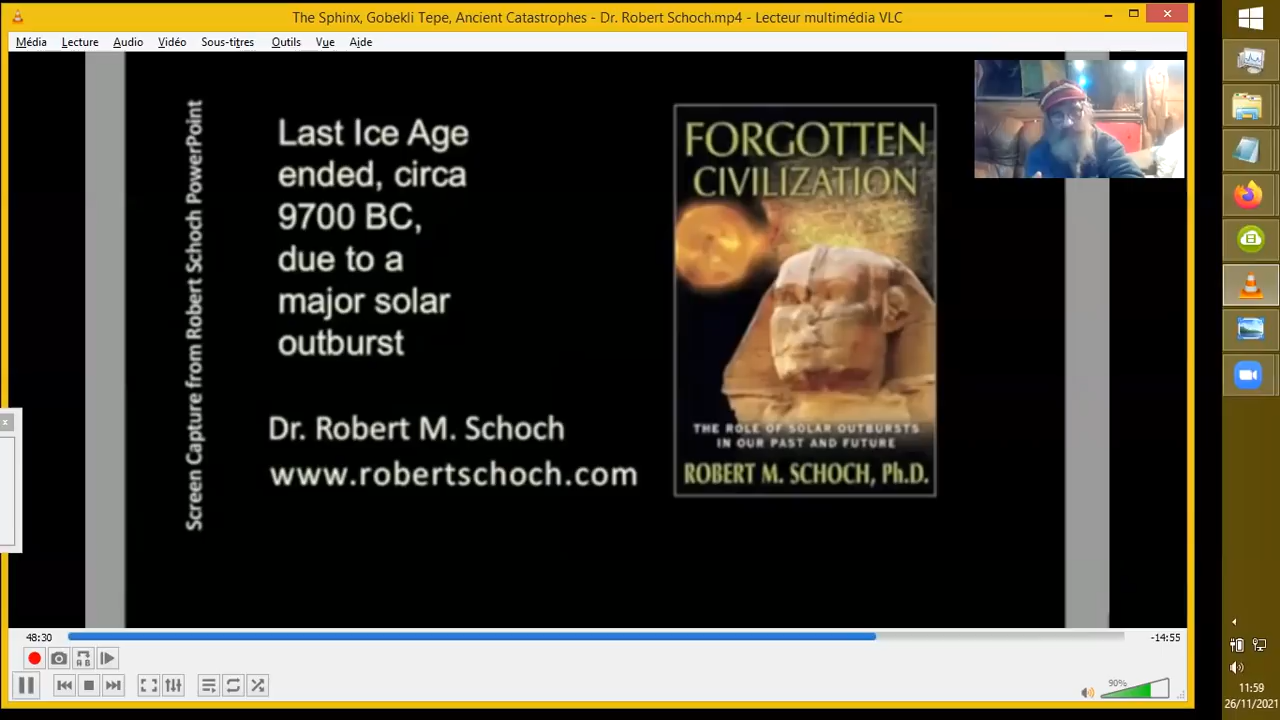 The Sphinx, Gobekli Tepe, Ancient Catastrophes - Dr. Robert Schoch.mp4 - Lecteur multimédia VLC
Média Lecture Audio Vidéo Sous-titres Outils Vue Aide
Screen Capture from Robert Schoch PowerPoint
Last Ice Age
ended, circa
9700 BC,
due to a
major solar
outburst
Dr. Robert M. Schoch
www.robertschoch.com
FORGOTTEN
CIVILIZATION
THE ROLE OF SOLAR OUTBURSTS
IN OUR PAST AND FUTURE
ROBERT M. SCHOCH, Ph.D.
48:30
-14:55
AB
90%
11:59
26/11/2021